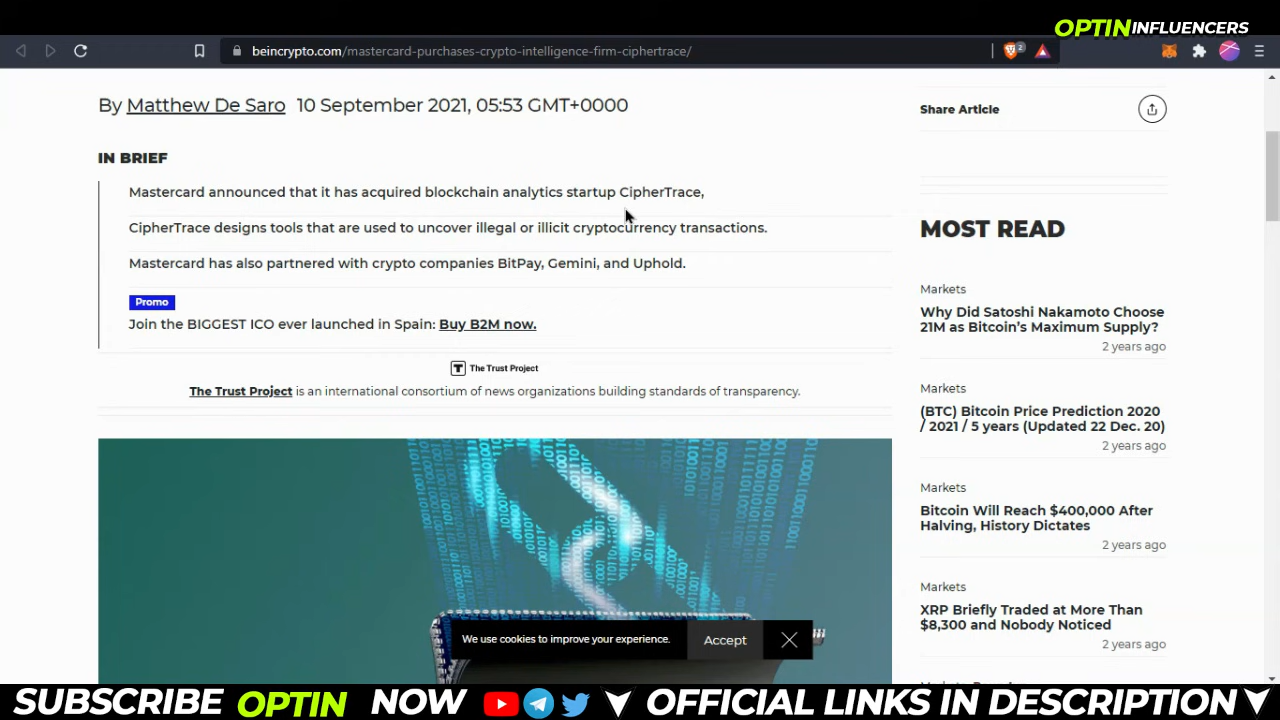 OPTIN INFLUENCERS
beincrypto.com/mastercard-purchases-crypto-intelligence-firm-ciphertrace/
2
By Matthew De Saro 10 September 2021, 05:53 GMT+0000
IN BRIEF
Mastercard announced that it has acquired blockchain analytics startup CipherTrace,
CipherTrace designs tools that are used to uncover illegal or illicit cryptocurrency transactions.
Mastercard has also partnered with crypto companies BitPay, Gemini, and Uphold.
Promo
Join the BIGGEST ICO ever launched in Spain: Buy B2M now.
T The Trust Project
The Trust Project is an international consortium of news organizations building standards of transparency.
Share Article
MOST READ
Markets
Why Did Satoshi Nakamoto Choose
21M as Bitcoin’s Maximum Supply?
2 years ago
Markets
(BTC) Bitcoin Price Prediction 2020
/ 2021 / 5 years (Updated 22 Dec. 20)
2 years ago
Markets
Bitcoin Will Reach $400,000 After
Halving, History Dictates
2 years ago
Markets
XRP Briefly Traded at More Than
$8,300 and Nobody Noticed
2 years ago
We use cookies to improve your experience. Accept
SUBSCRIBE OPTIN NOW OFFICIAL LINKS IN DESCRIPTION